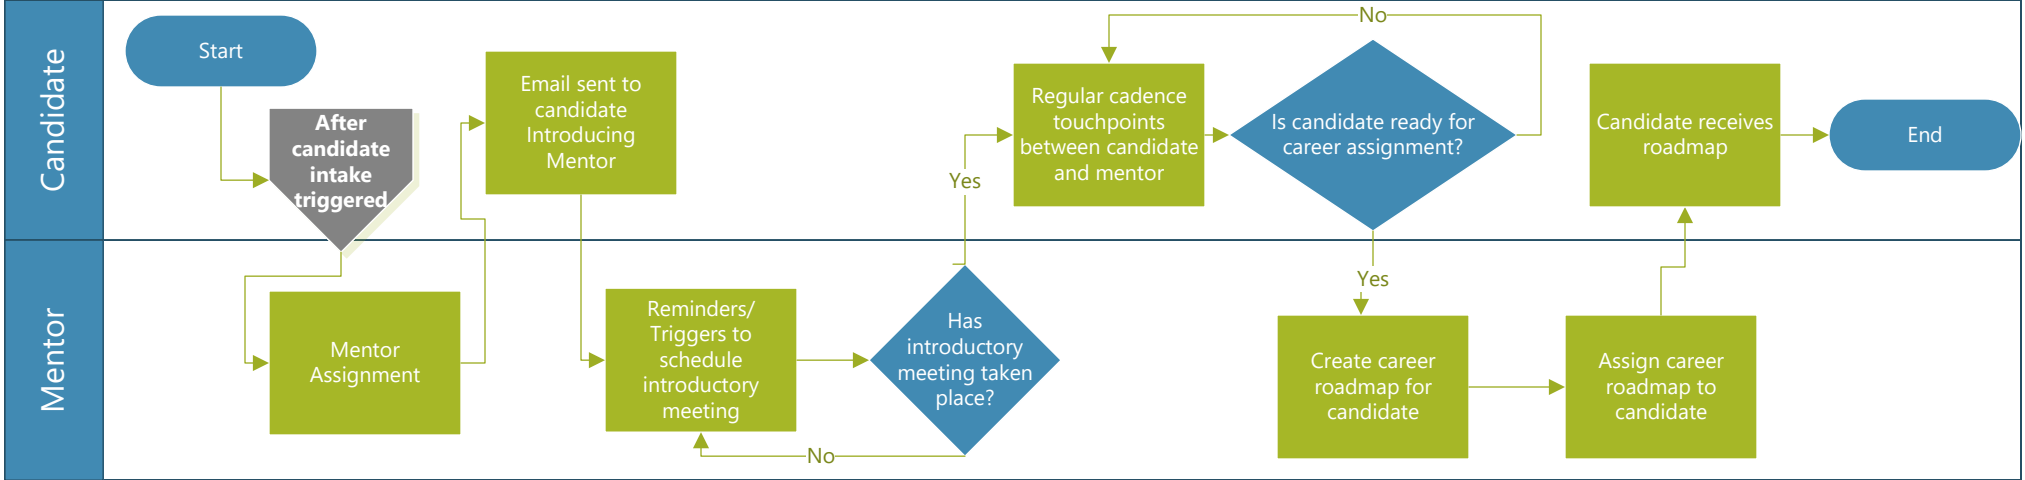 Candidate
Start
After
candidate
intake
triggered
Email sent to
candidate
Introducing
Mentor
Yes
Regular cadence
touchpoints
between candidate
and mentor
No
Is candidate ready for
career assignment?
Candidate receives
roadmap
End
Mentor
Mentor
Assignment
Reminders/
Triggers to
schedule
introductory
meeting
No
Has
introductory
meeting taken
place?
Yes
Create career
roadmap for
candidate
Assign career
roadmap to
candidate